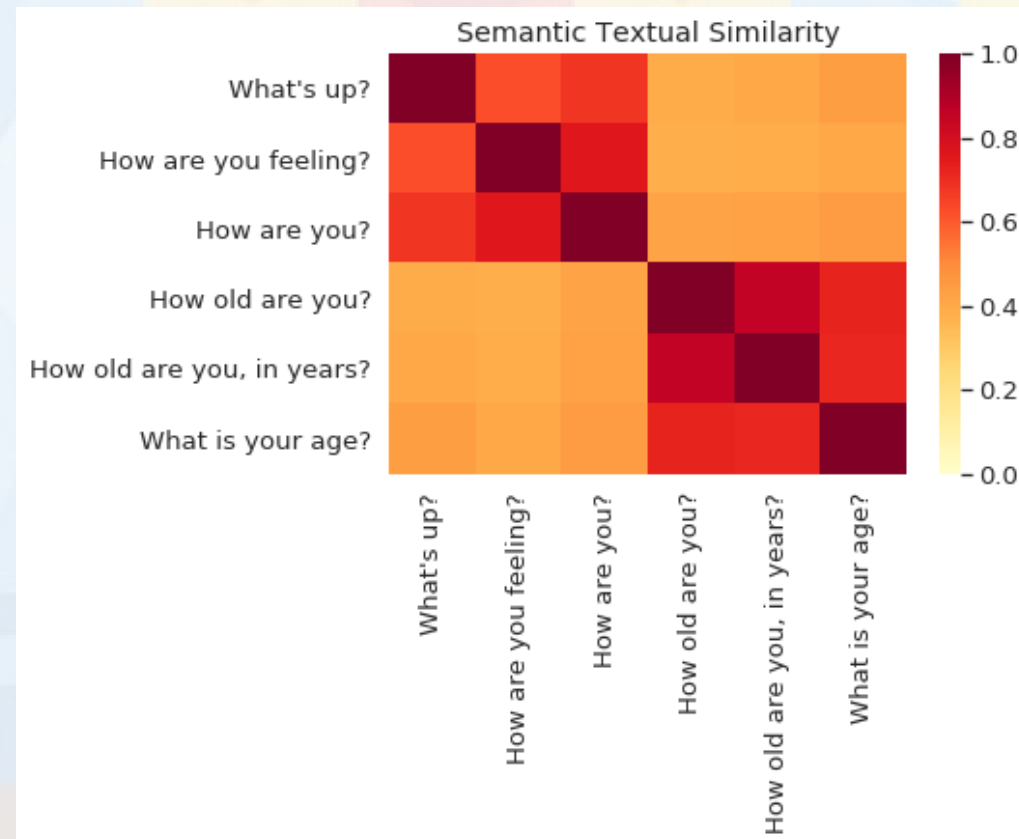 Semantic Textual Similarity
What's up?
How are you feeling?
How are you?
How old are you?
How old are you, in years?
What is your age?
1.0
0.8
0.6
0.4
0.2
0.0
What's up?
How are you feeling?
How are you?
How old are you?
How old are you, in years?
What is your age?